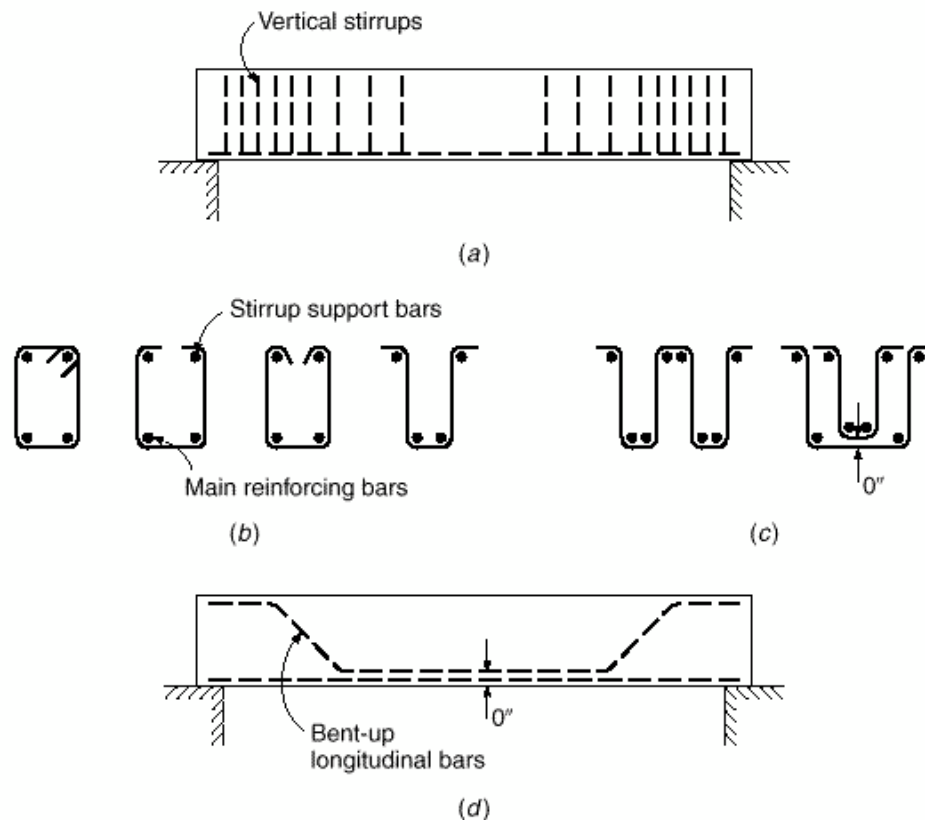 Vertical stirrups
(a)
Stirrup support bars
Main reinforcing bars
0″
(b)
(c)
0″
Bent-up
longitudinal bars
(d)